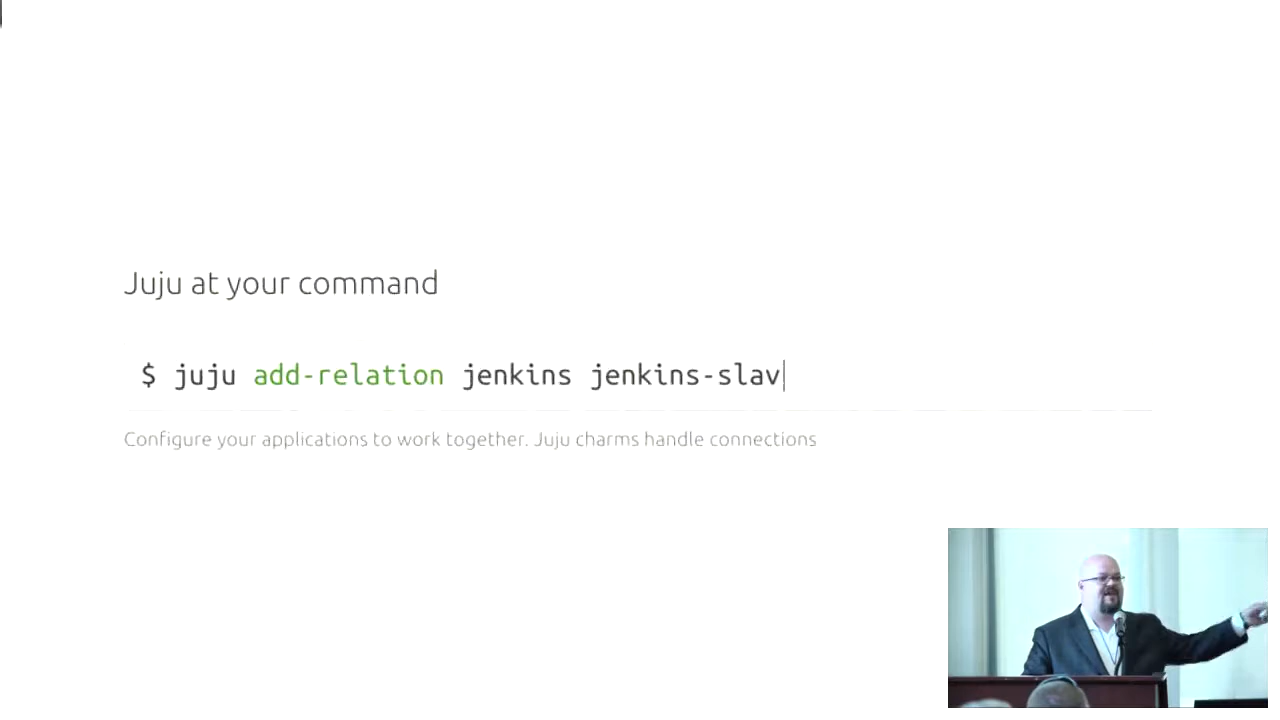 Juju at your command
$ juju add-relation jenkins jenkins-slav
Configure your applications to work together. Juju charms handle connections